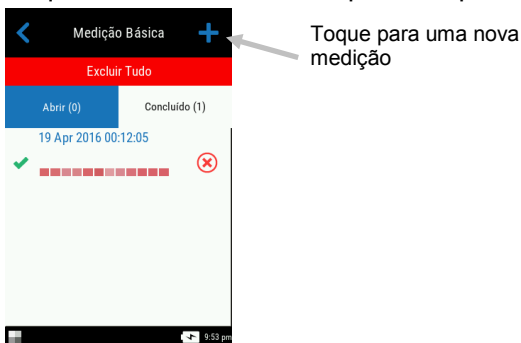 Medição Básica
Toque para uma nova
medição
Excluir Tudo
Abrir (0)
Concluído (1)
19 Apr 2016 00:12:05
9:53 pm